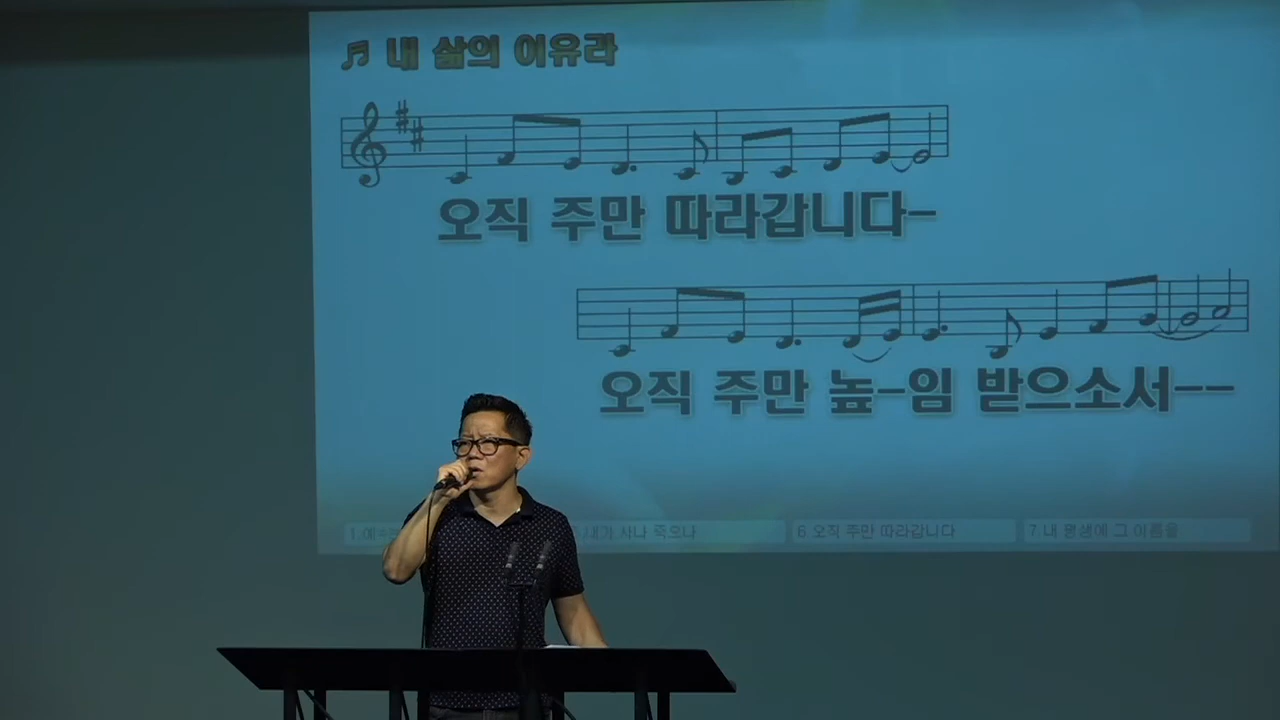 ♬ 내 삶의 이유라
오직 주만 따라갑니다-
오직 주만 높-임 받으소서--
내가 사나 죽으나
6 오직 주만 따라갑니다
7.내 평생에 그 이름을